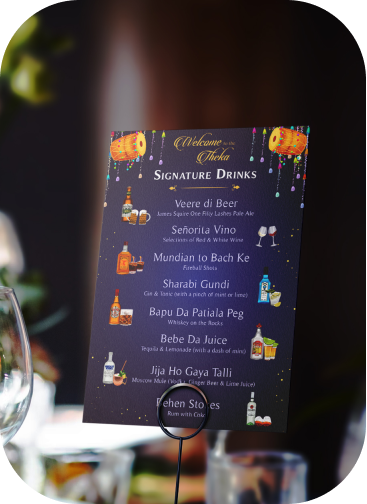 Welcome to the
Theka
SIGNATURE DRINKS
Veere di Beer
James Squire One Fifty Lashes Pale Ale
Señorita Vino
Selections of Red & White Wine
Mundian to Bach Ke
Fireball Shots
Sharabi Gundi
Gin & Tonic (with a pinch of mint or lime)
Bapu Da Patiala Peg
Whiskey on the Rocks
Bebe Da Juice
Tequila & Lemonade (with a dash of mint)
Jija Ho Gaya Talli
Moscow Mule (Vodka, Ginger Beer & Lime Juice)
Pehen
Rum with Coke